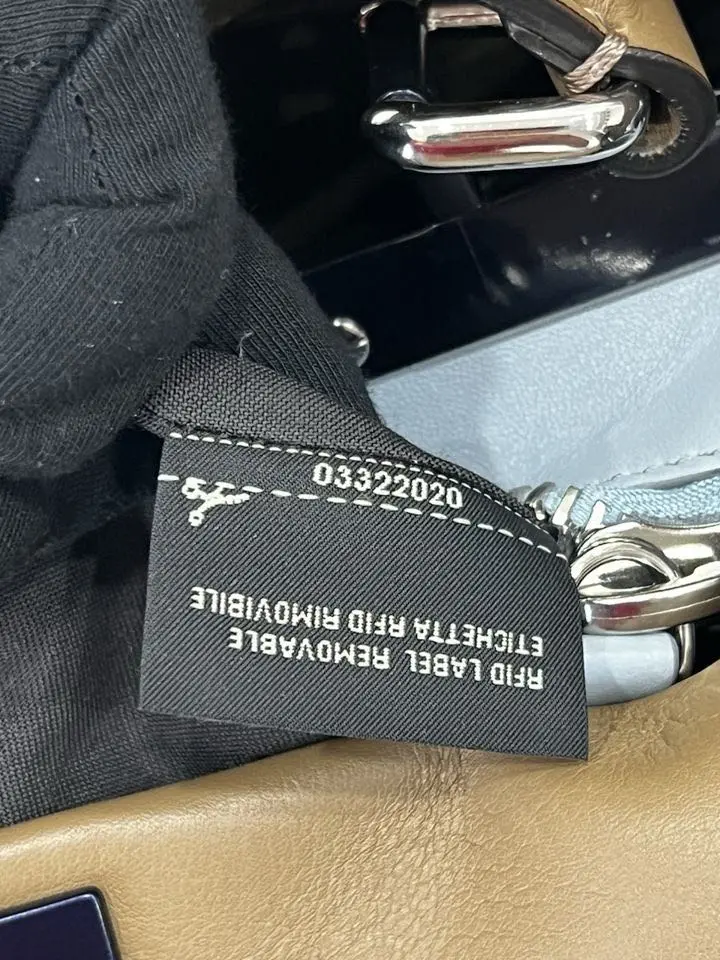 03322020
RFID LABEL REMOVABLE
ETICHETTA RFID RIMOVIBILE